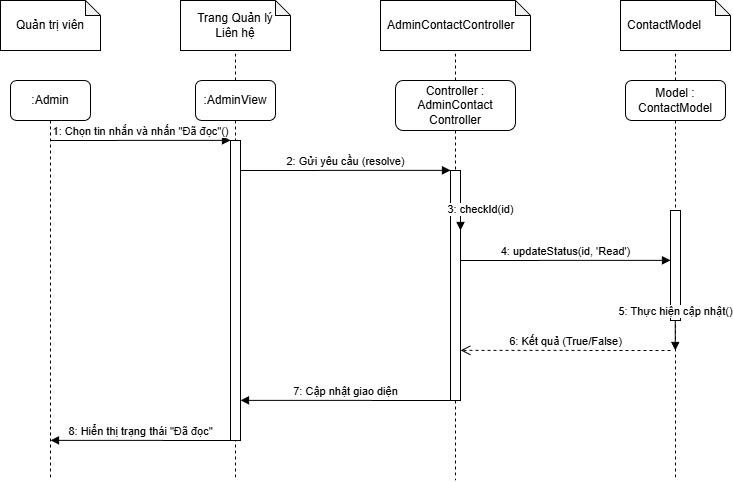 Quản trị viên
Trang Quản lý
Liên hệ
AdminContactController
ContactModel
:Admin
:AdminView
Controller :
AdminContact
Controller
Model :
ContactModel
1: Chọn tin nhắn và nhấn "Đã đọc"()
2: Gửi yêu cầu (resolve)
3: checkId(id)
4: updateStatus(id, 'Read')
5: Thực hiện cập nhật()
6: Kết quả (True/False)
7: Cập nhật giao diện
8: Hiển thị trạng thái "Đã đọc"